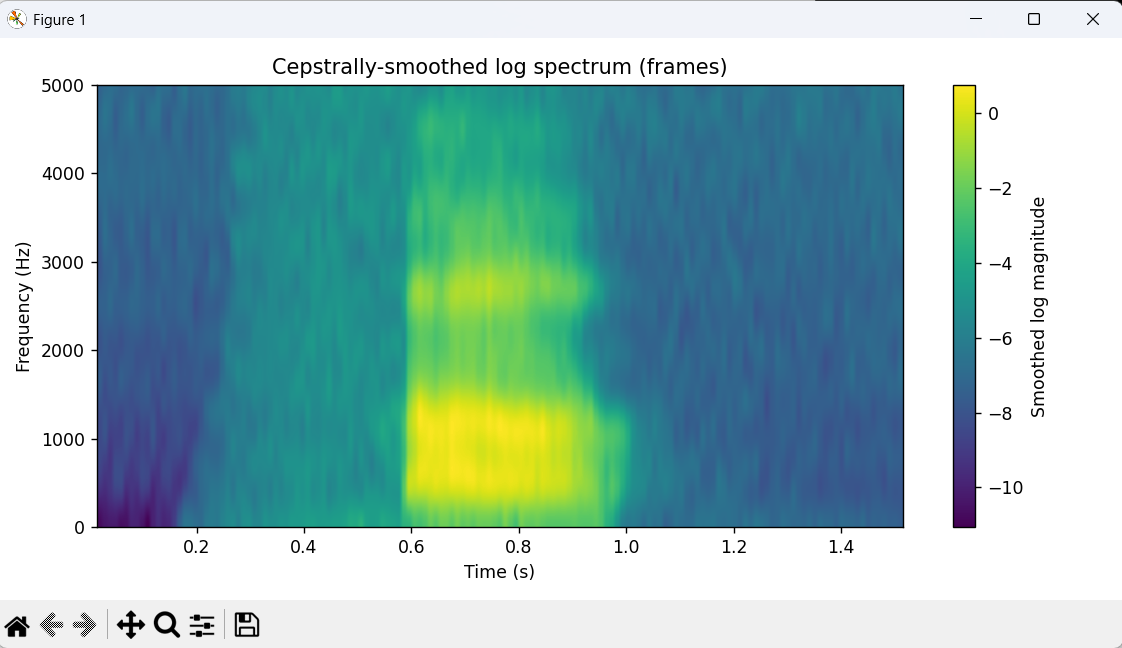 Figure 1
Cepstrally-smoothed log spectrum (frames)
5000
4000
3000
2000
1000
0
Frequency (Hz)
0.2 0.4 0.6 0.8 1.0 1.2 1.4
Time (s)
0
−2
−4
−6
−8
−10
Smoothed log magnitude